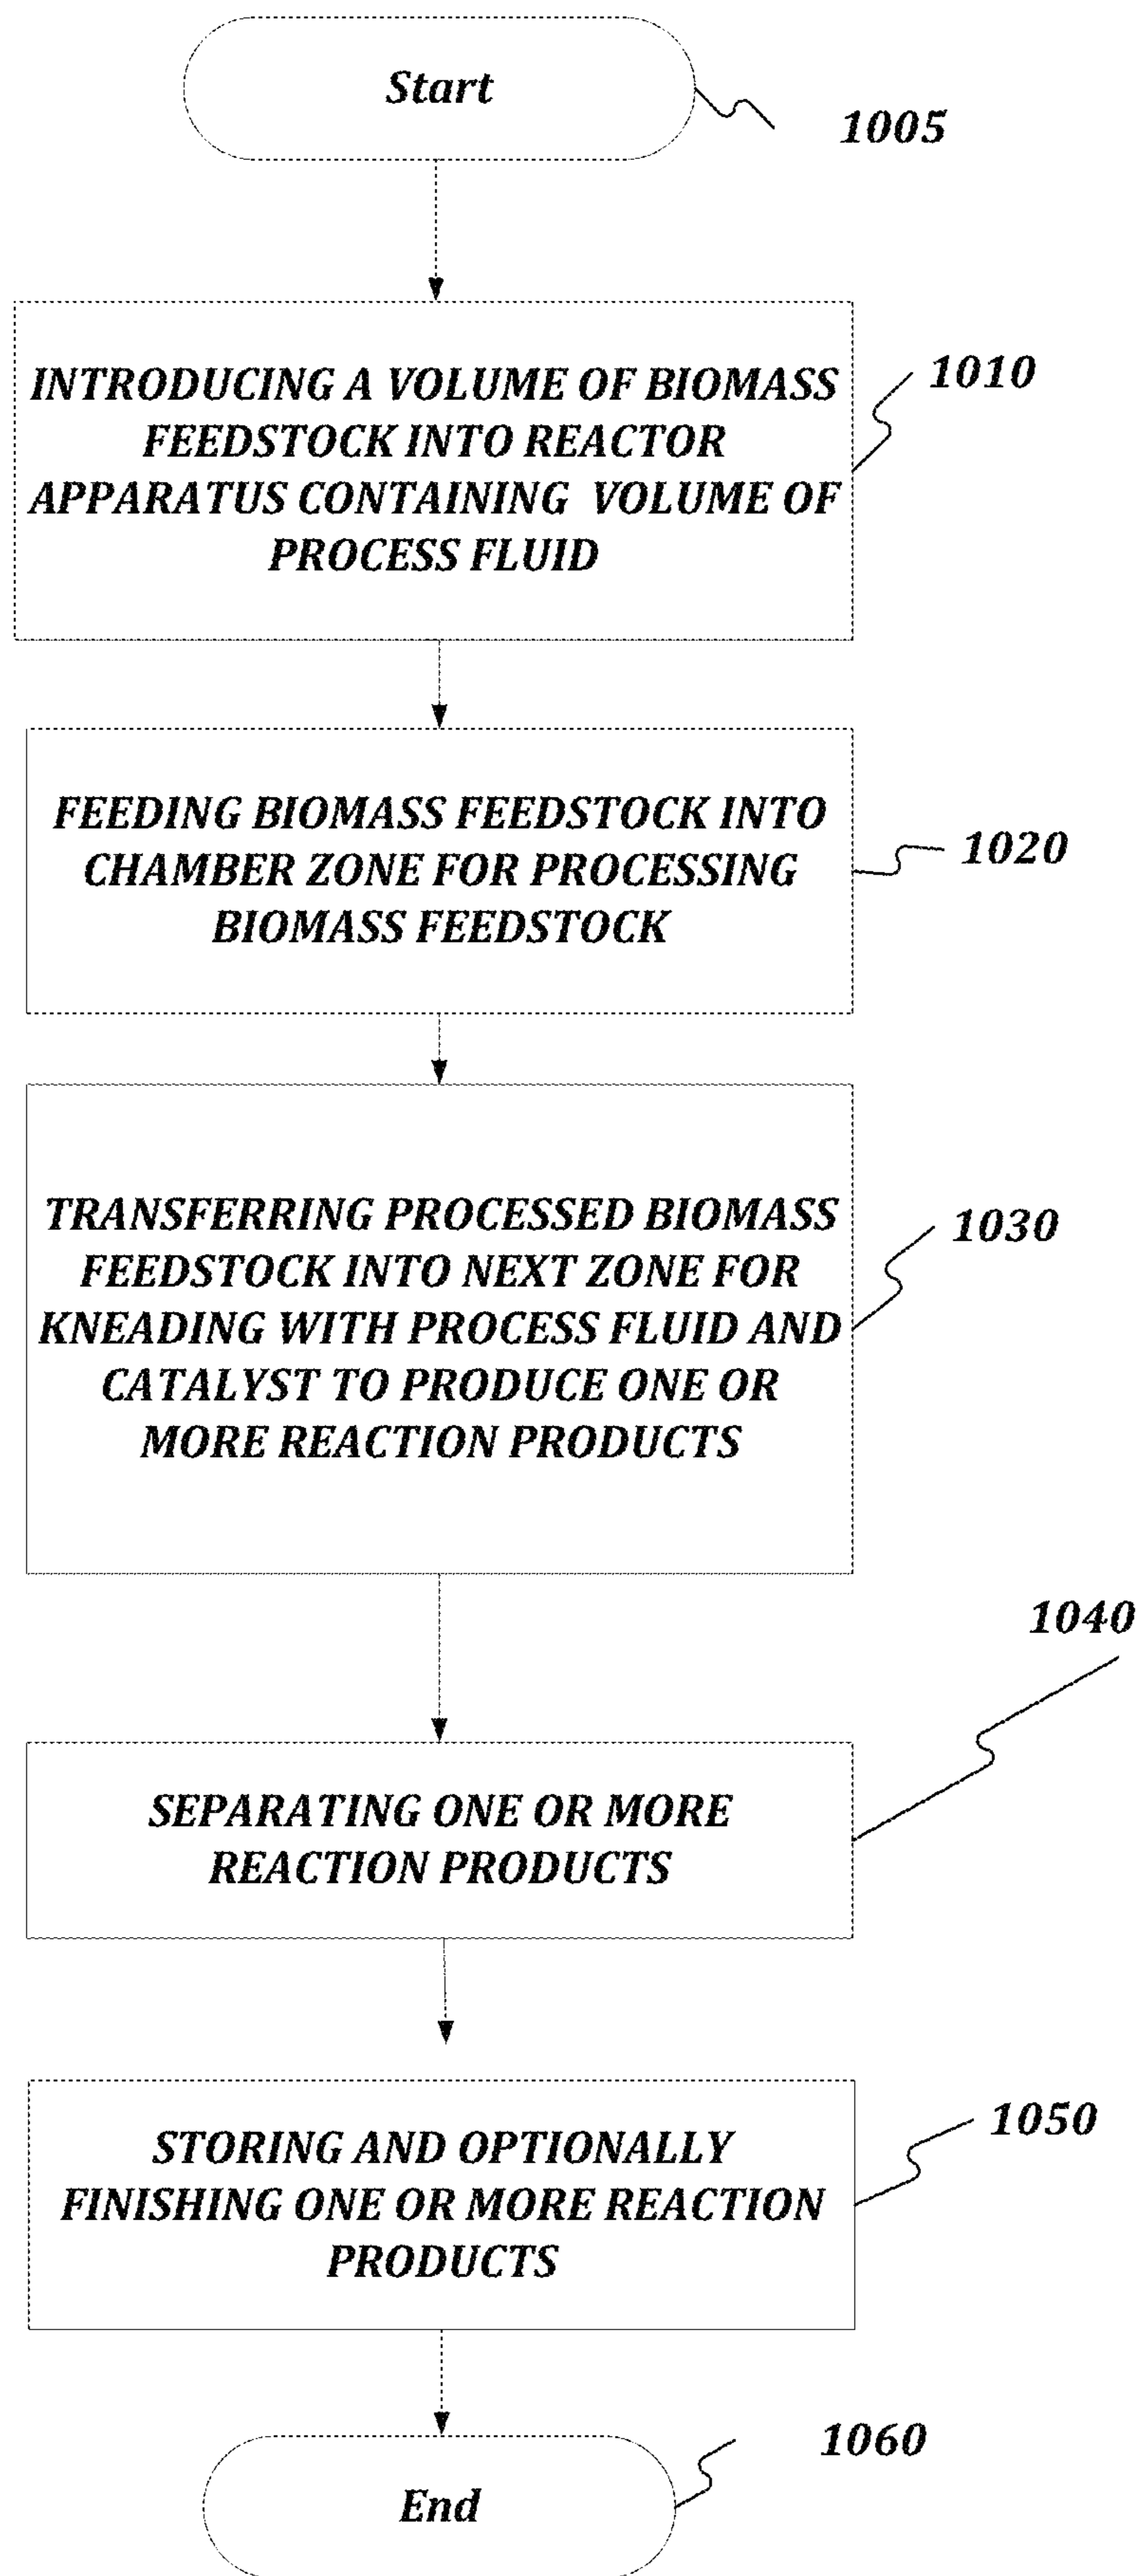 Start
1005
INTRODUCING A VOLUME OF BIOMASS
FEEDSTOCK INTO REACTOR
APPARATUS CONTAINING VOLUME OF
PROCESS FLUID
1010
FEEDING BIOMASS FEEDSTOCK INTO
CHAMBER ZONE FOR PROCESSING
BIOMASS FEEDSTOCK
1020
TRANSFERRING PROCESSED BIOMASS
FEEDSTOCK INTO NEXT ZONE FOR
KNEADING WITH PROCESS FLUID AND
CATALYST TO PRODUCE ONE OR
MORE REACTION PRODUCTS
1030
SEPARATING ONE OR MORE
REACTION PRODUCTS
1040
STORING AND OPTIONALLY
FINISHING ONE OR MORE REACTION
PRODUCTS
1050
End
1060